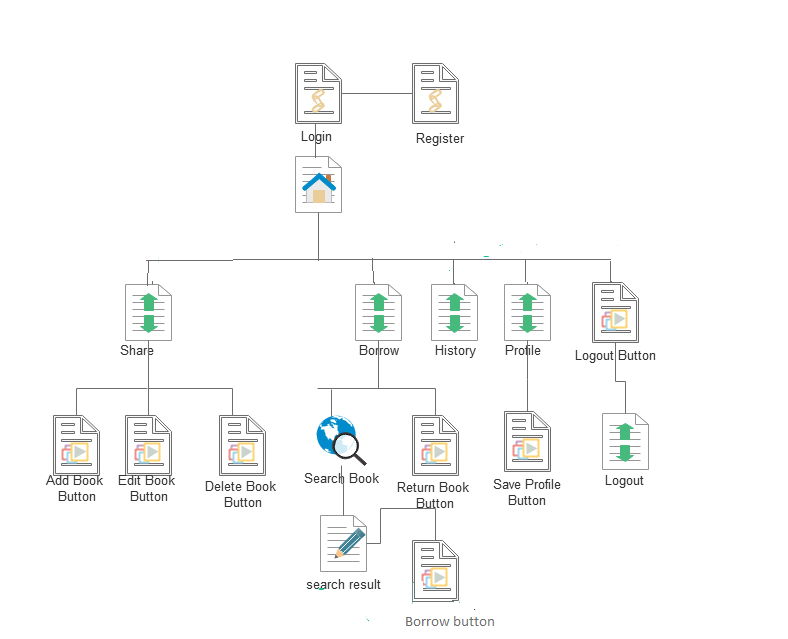 Login
Register
Share
Borrow
History
Profile
Logout Button
Add Book
Button
Edit Book
Button
Delete Book
Button
Search Book
Return Book
Button
Save Profile
Button
Logout
search result
Borrow button